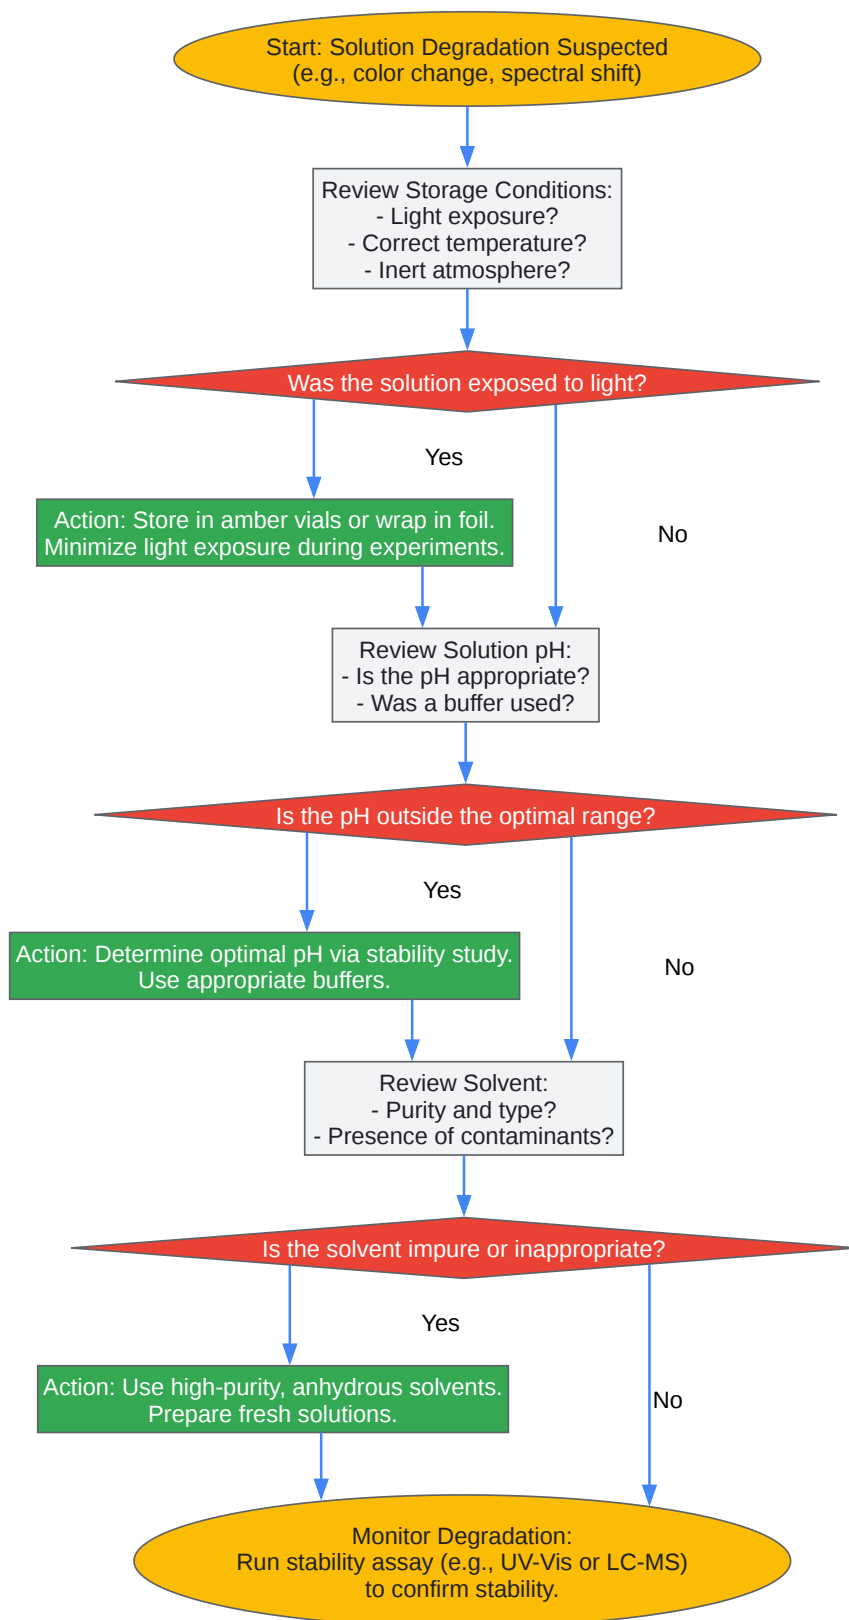 Start: Solution Degradation Suspected
(e.g., color change, spectral shift)
Review Storage Conditions:
- Light exposure?
- Correct temperature?
- Inert atmosphere?
Was the solution exposed to light?
Yes
Action: Store in amber vials or wrap in foil.
Minimize light exposure during experiments.
No
Review Solution pH:
- Is the pH appropriate?
- Was a buffer used?
Is the pH outside the optimal range?
Yes
Action: Determine optimal pH via stability study.
Use appropriate buffers.
No
Review Solvent:
- Purity and type?
- Presence of contaminants?
Is the solvent impure or inappropriate?
Yes
Action: Use high-purity, anhydrous solvents.
Prepare fresh solutions.
No
Monitor Degradation:
Run stability assay (e.g., UV-Vis or LC-MS)
to confirm stability.